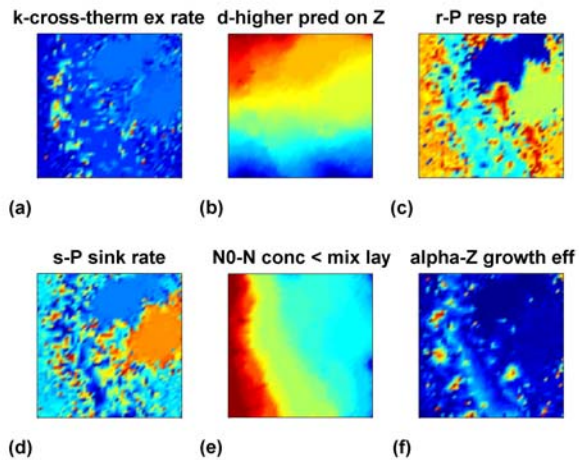 k-cross-therm ex rate
d-higher pred on Z
r-P resp rate
(a)
(b)
(c)
s-P sink rate
N0-N conc < mix lay
alpha-Z growth eff
(d)
(e)
(f)